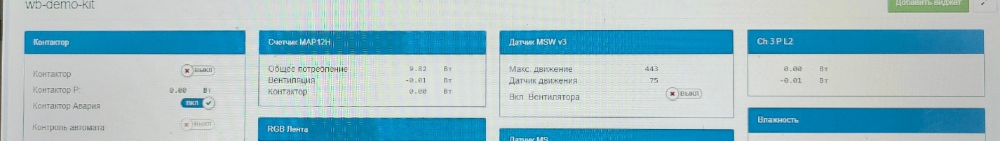 wb-demo-kit
Добавить виджет
Контактор
Контактор ВЫКЛ
Контактор P: 0.00 Вт
Контактор Авария ВКЛ
Контроль автомата ВЫКЛ
Счетчик MAP12H
Общее потребление 9.82 Вт
Вентиляция -0.01 Вт
Контактор 0.00 Вт
RGB Лента
Датчик MSW v3
Макс. движение 443
Датчик движения 75
Вкл. Вентилятора ВЫКЛ
Датчик MS
Ch 3 P L2
0.00 Вт
-0.01 Вт
Влажность